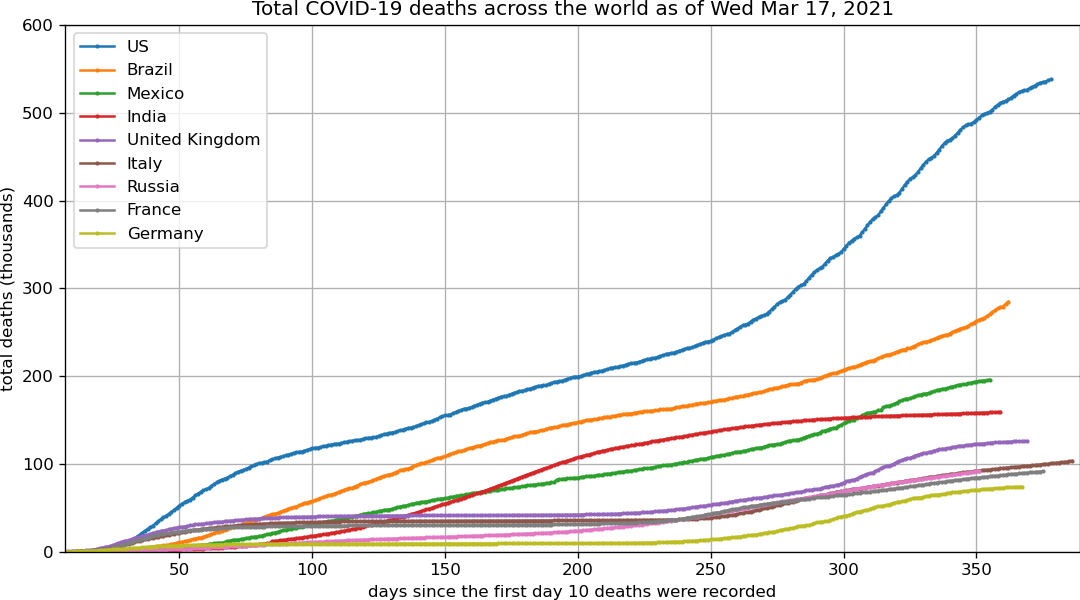 Total COVID-19 deaths across the world as of Wed Mar 17, 2021
600
500
400
300
200
100
0
total deaths (thousands)
US
Brazil
Mexico
India
United Kingdom
Italy
Russia
France
Germany
50 100 150 200 250 300 350
days since the first day 10 deaths were recorded